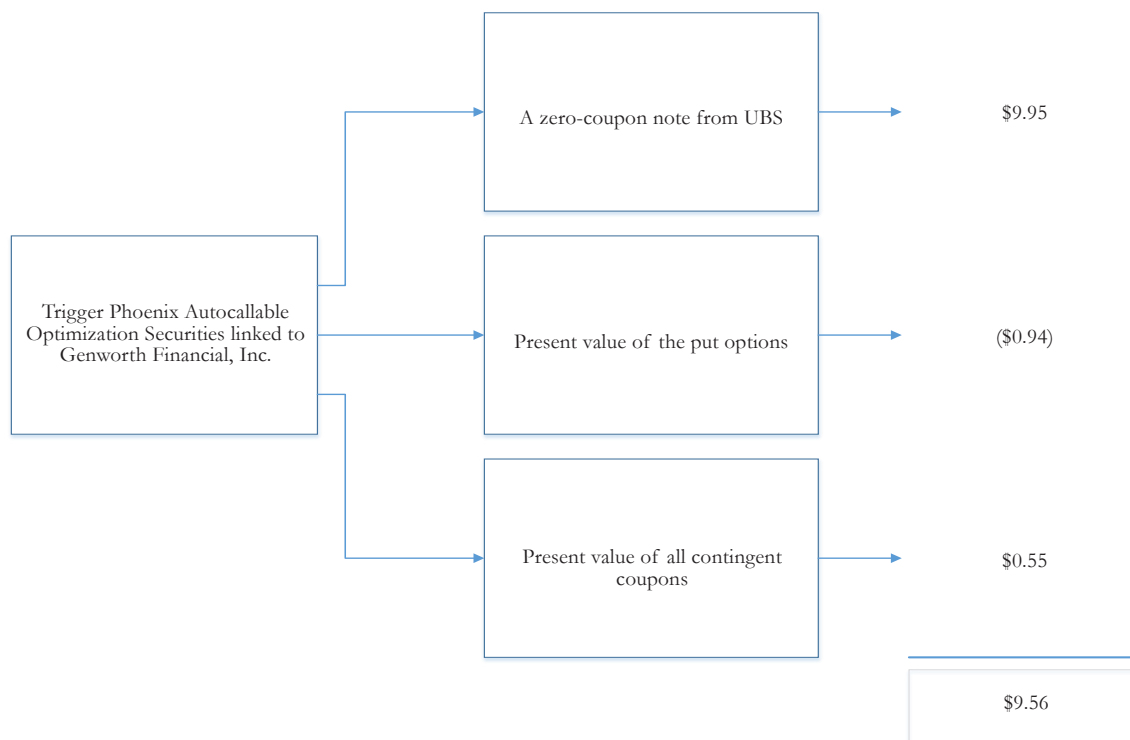 A zero-coupon note from UBS
$9.95
Trigger Phoenix Autocallable
Optimization Securities linked to
Genworth Financial, Inc.
Present value of the put options
($0.94)
Present value of all contingent
coupons
$0.55
$9.56